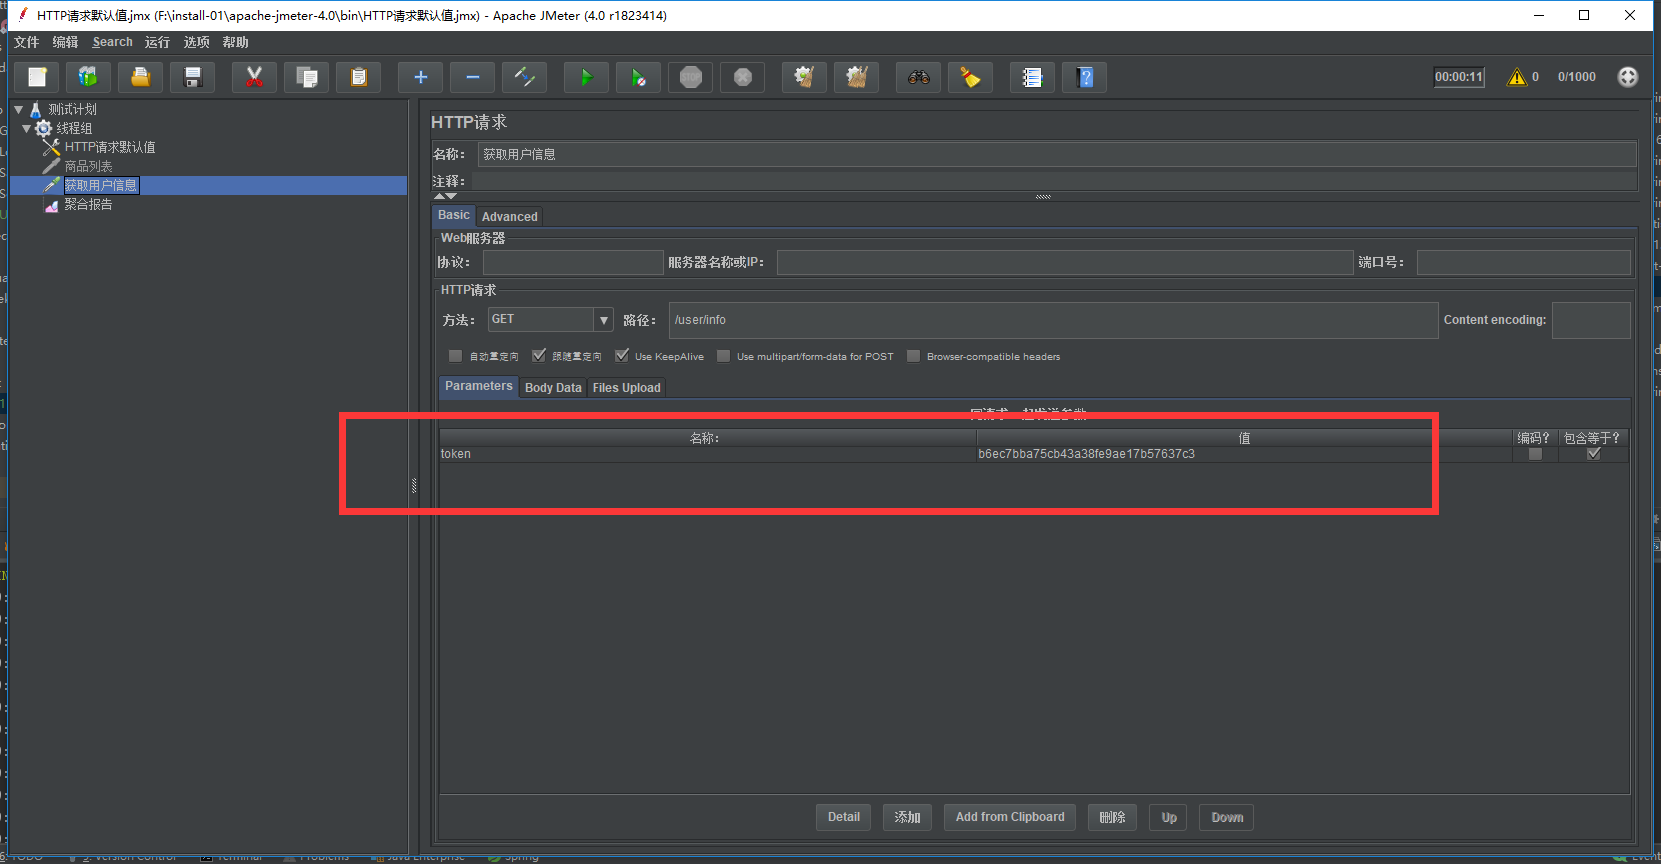 HTTP请求默认值.jmx (F:\install-01\apache-jmeter-4.0\bin\HTTP请求默认值.jmx) - Apache JMeter (4.0 r1823414)
文件 编辑 Search 运行 选项 帮助
00:00:11 0 0/1000
测试计划
线程组
HTTP请求默认值
商品列表
获取用户信息
聚合报告
HTTP请求
名称： 获取用户信息
注释：
Basic Advanced
Web服务器
协议： 服务器名称或IP： 端口号：
HTTP请求
方法： GET 路径： /user/info Content encoding:
自动重定向 跟随重定向 Use KeepAlive Use multipart/form-data for POST Browser-compatible headers
Parameters Body Data Files Upload
名称： 值 编码？ 包含等于？
token b6ec7bba75cb43a38fe9ae17b57637c3
Detail 添加 Add from Clipboard 删除 Up Down